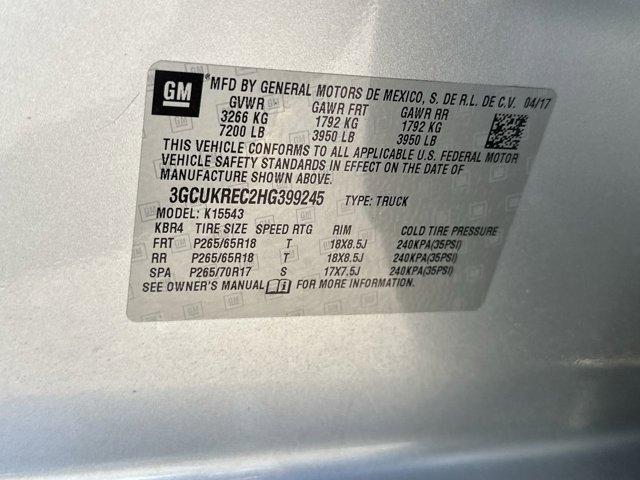 GM ® MFD BY GENERAL MOTORS DE MEXICO, S. DE R.L. DE C.V. 04/17
GVWR GAWR FRT GAWR RR
3266 KG 1792 KG 1792 KG
7200 LB 3950 LB 3950 LB
THIS VEHICLE CONFORMS TO ALL APPLICABLE U.S. FEDERAL MOTOR
VEHICLE SAFETY STANDARDS IN EFFECT ON THE DATE OF
MANUFACTURE SHOWN ABOVE.
3GCUKREC2HG399245 TYPE: TRUCK
MODEL: K15543
KBR4 TIRE SIZE SPEED RTG RIM COLD TIRE PRESSURE
FRT P265/65R18 T 18X8.5J 240KPA(35PSI)
RR P265/65R18 T 18X8.5J 240KPA(35PSI)
SPA P265/70R17 S 17X7.5J 240KPA(35PSI)
SEE OWNER'S MANUAL FOR MORE INFORMATION.